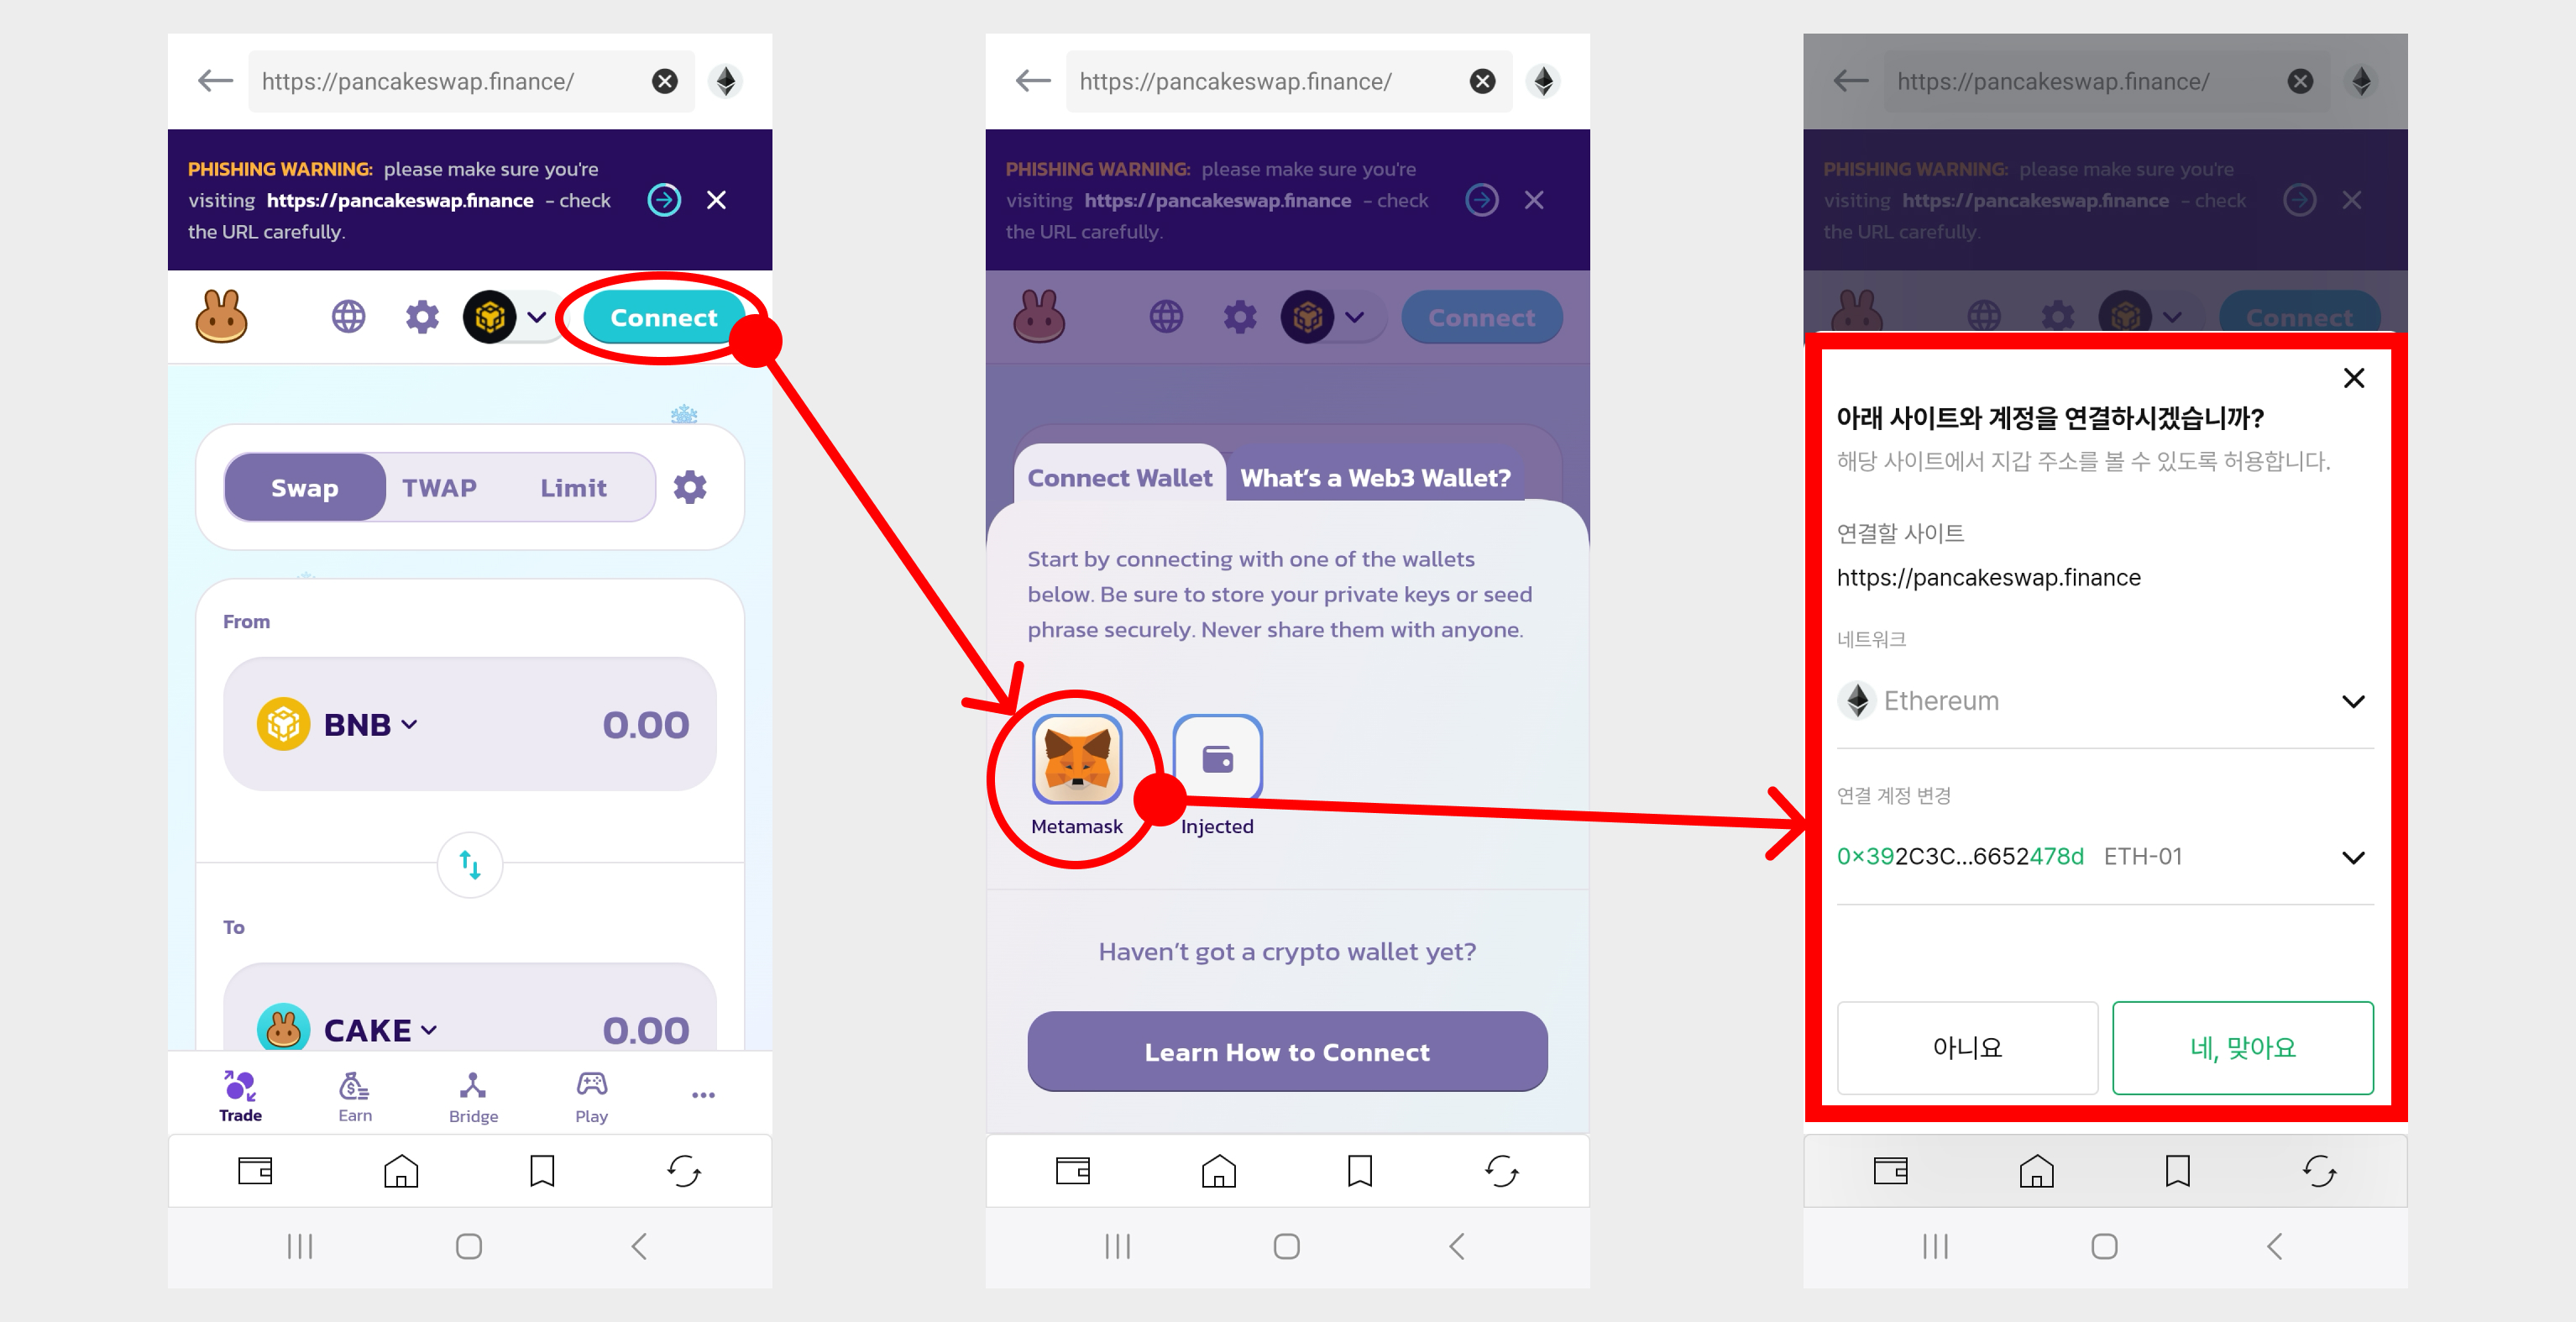 https://pancakeswap.finance/
PHISHING WARNING: please make sure you're
visiting https://pancakeswap.finance - check
the URL carefully.
Connect
Swap TWAP Limit
From
BNB 0.00
To
CAKE 0.00
Trade Earn Bridge Play
https://pancakeswap.finance/
PHISHING WARNING: please make sure you're
visiting https://pancakeswap.finance - check
the URL carefully.
Connect
Connect Wallet What's a Web3 Wallet?
Start by connecting with one of the wallets
below. Be sure to store your private keys or seed
phrase securely. Never share them with anyone.
Metamask Injected
Haven't got a crypto wallet yet?
Learn How to Connect
https://pancakeswap.finance/
PHISHING WARNING: please make sure you're
visiting https://pancakeswap.finance - check
the URL carefully.
Connect
아래 사이트와 계정을 연결하시겠습니까?
해당 사이트에서 지갑 주소를 볼 수 있도록 허용합니다.
연결할 사이트
https://pancakeswap.finance
네트워크
Ethereum
연결 계정 변경
0x392C3C...6652478d ETH-01
아니요 네, 맞아요